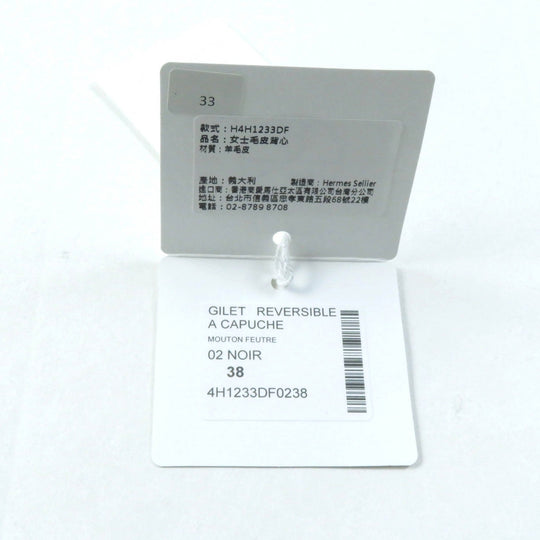 33
款式：H4H1233DF
品名：女士毛皮背心
材質：羊毛皮
產地：義大利 製造商：Hermes Sellier
進口商：香港商愛馬仕亞太區有限公司台灣分公司
地址：台北市信義區忠孝東路五段68號22樓
電話：02-8789 8708
GILET REVERSIBLE
A CAPUCHE
MOUTON FEUTRE
02 NOIR
38
4H1233DF0238